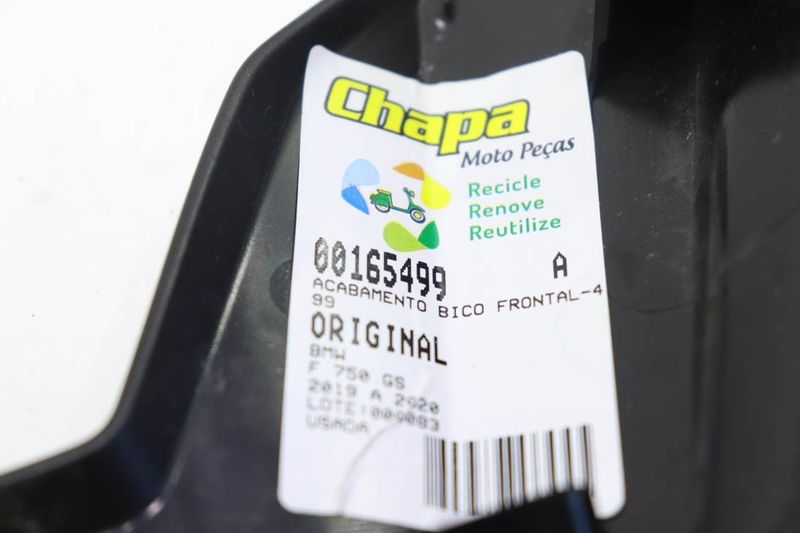 Chapa
Moto Peças
Recicle
Renove
Reutilize
00165499 A
ACABAMENTO BICO FRONTAL-4
99
ORIGINAL
BMW
F 750 GS
2019 A 2020
LOTE:000083
USADA